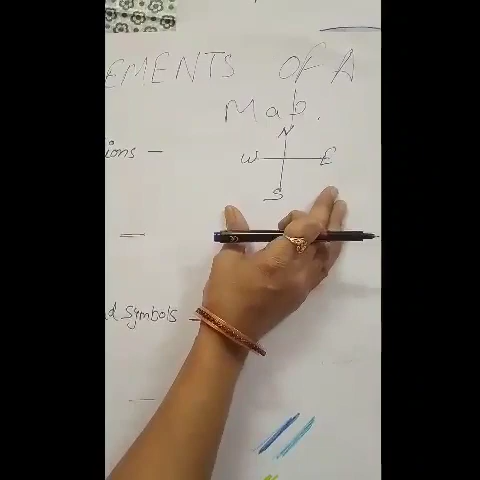 EMENTS OF A
Map.
N
ions — W E
S
—
d Symbols —
—